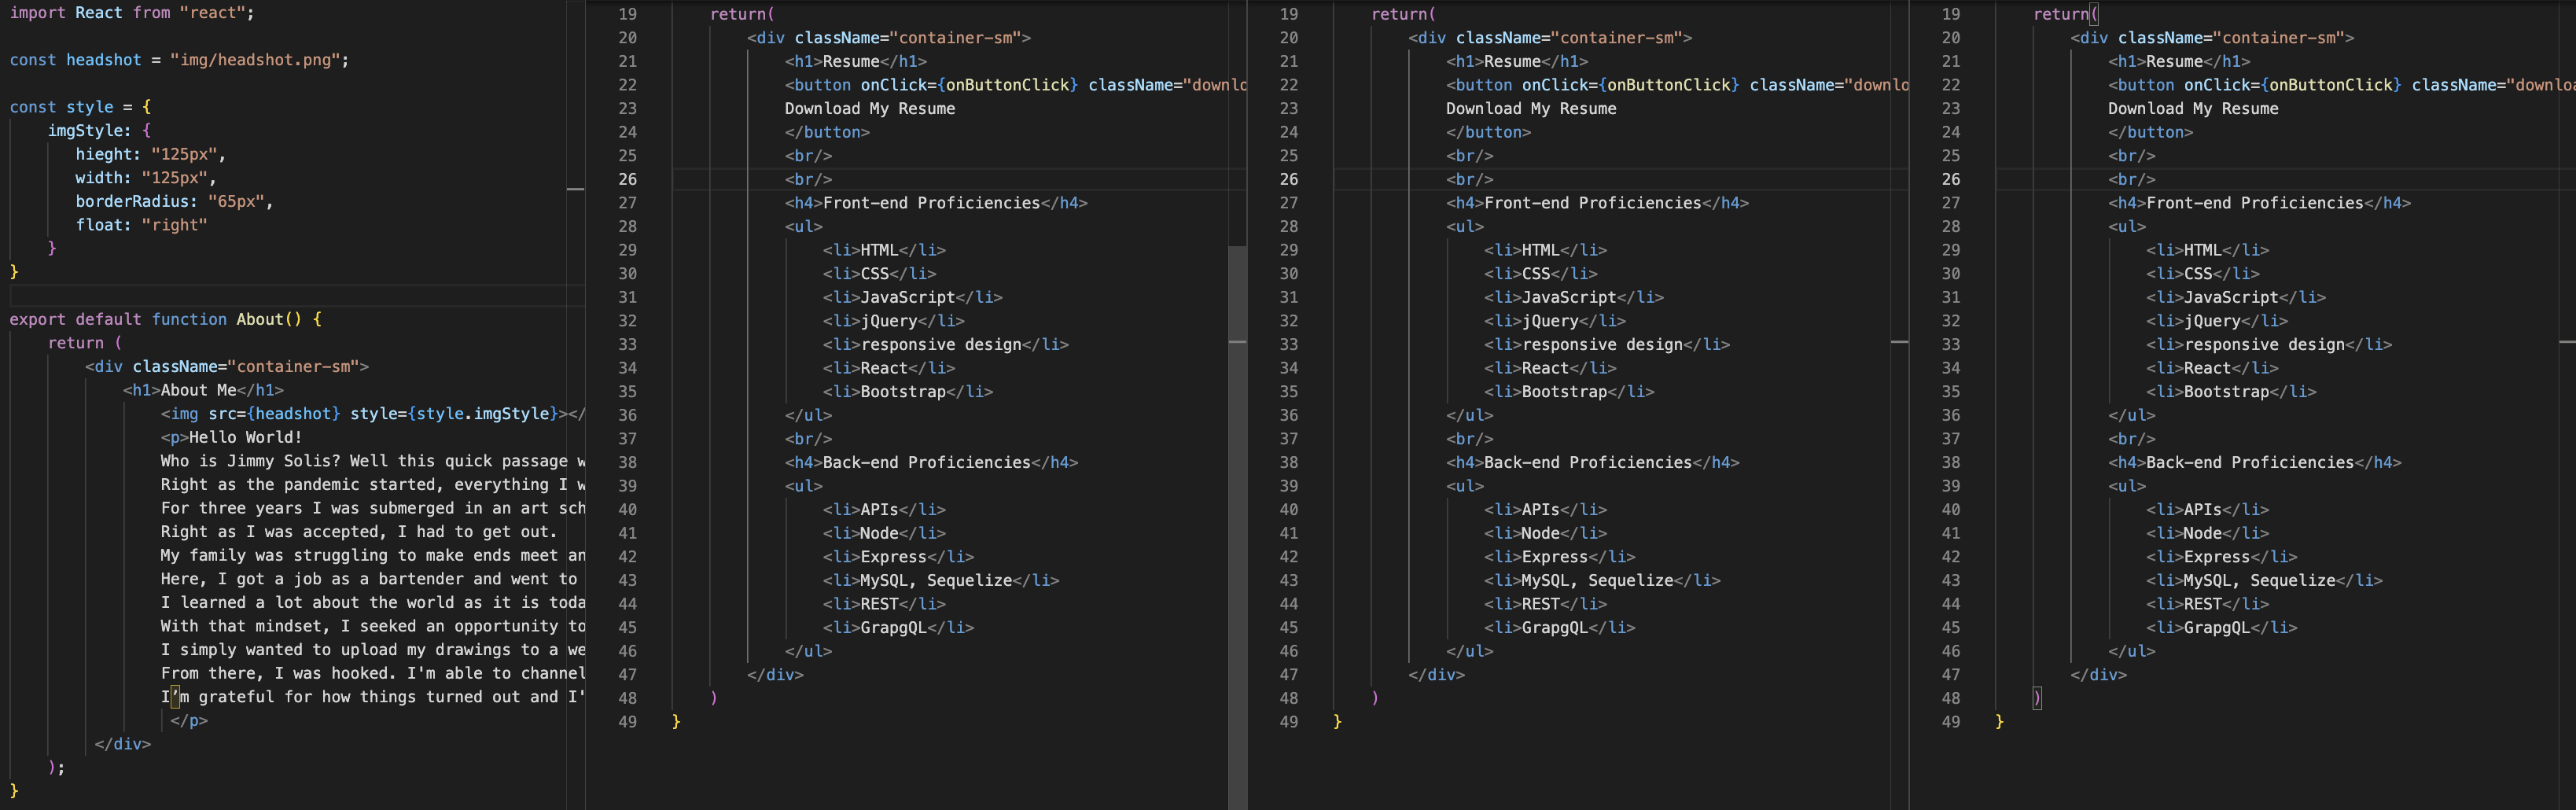 import React from "react";
const headshot = "img/headshot.png";
const style = {
imgStyle: {
hieght: "125px",
width: "125px",
borderRadius: "65px",
float: "right"
}
}
export default function About() {
return (
<div className="container-sm">
<h1>About Me</h1>
<img src={headshot} style={style.imgStyle}></
<p>Hello World!
Who is Jimmy Solis? Well this quick passage w
Right as the pandemic started, everything I w
For three years I was submerged in an art sch
Right as I was accepted, I had to get out.
My family was struggling to make ends meet an
Here, I got a job as a bartender and went to
I learned a lot about the world as it is toda
With that mindset, I seeked an opportunity to
I simply wanted to upload my drawings to a we
From there, I was hooked. I'm able to channel
I’m grateful for how things turned out and I'
</p>
</div>
);
}
19 return(
20 <div className="container-sm">
21 <h1>Resume</h1>
22 <button onClick={onButtonClick} className="downlo
23 Download My Resume
24 </button>
25 <br/>
26 <br/>
27 <h4>Front-end Proficiencies</h4>
28 <ul>
29 <li>HTML</li>
30 <li>CSS</li>
31 <li>JavaScript</li>
32 <li>jQuery</li>
33 <li>responsive design</li>
34 <li>React</li>
35 <li>Bootstrap</li>
36 </ul>
37 <br/>
38 <h4>Back-end Proficiencies</h4>
39 <ul>
40 <li>APIs</li>
41 <li>Node</li>
42 <li>Express</li>
43 <li>MySQL, Sequelize</li>
44 <li>REST</li>
45 <li>GrapgQL</li>
46 </ul>
47 </div>
48 )
49 }
19 return(
20 <div className="container-sm">
21 <h1>Resume</h1>
22 <button onClick={onButtonClick} className="downlo
23 Download My Resume
24 </button>
25 <br/>
26 <br/>
27 <h4>Front-end Proficiencies</h4>
28 <ul>
29 <li>HTML</li>
30 <li>CSS</li>
31 <li>JavaScript</li>
32 <li>jQuery</li>
33 <li>responsive design</li>
34 <li>React</li>
35 <li>Bootstrap</li>
36 </ul>
37 <br/>
38 <h4>Back-end Proficiencies</h4>
39 <ul>
40 <li>APIs</li>
41 <li>Node</li>
42 <li>Express</li>
43 <li>MySQL, Sequelize</li>
44 <li>REST</li>
45 <li>GrapgQL</li>
46 </ul>
47 </div>
48 )
49 }
19 return(
20 <div className="container-sm">
21 <h1>Resume</h1>
22 <button onClick={onButtonClick} className="downloa
23 Download My Resume
24 </button>
25 <br/>
26 <br/>
27 <h4>Front-end Proficiencies</h4>
28 <ul>
29 <li>HTML</li>
30 <li>CSS</li>
31 <li>JavaScript</li>
32 <li>jQuery</li>
33 <li>responsive design</li>
34 <li>React</li>
35 <li>Bootstrap</li>
36 </ul>
37 <br/>
38 <h4>Back-end Proficiencies</h4>
39 <ul>
40 <li>APIs</li>
41 <li>Node</li>
42 <li>Express</li>
43 <li>MySQL, Sequelize</li>
44 <li>REST</li>
45 <li>GrapgQL</li>
46 </ul>
47 </div>
48 )
49 }